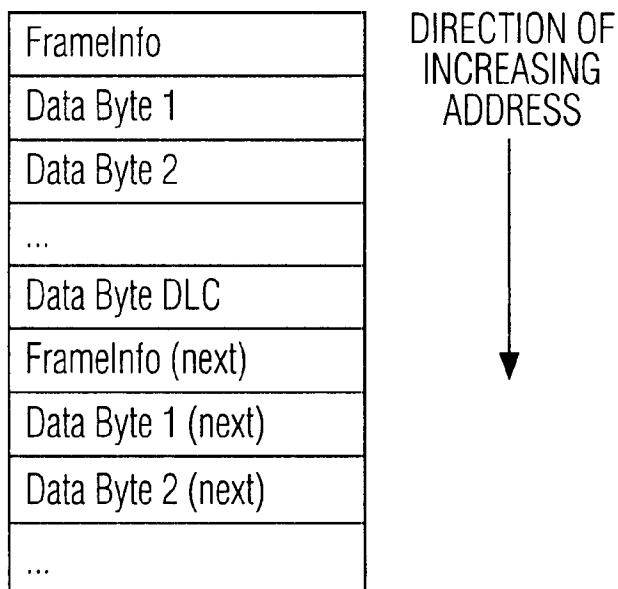 FrameInfo
Data Byte 1
Data Byte 2
...
Data Byte DLC
FrameInfo (next)
Data Byte 1 (next)
Data Byte 2 (next)
...
DIRECTION OF
INCREASING
ADDRESS